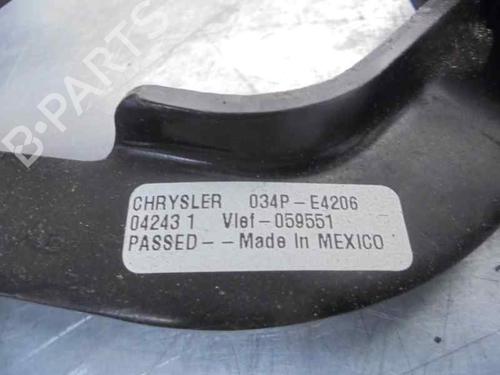 B-PARTS
CHRYSLER 034P-E4206
04243 1 Vlef-059551
PASSED--Made In MEXICO